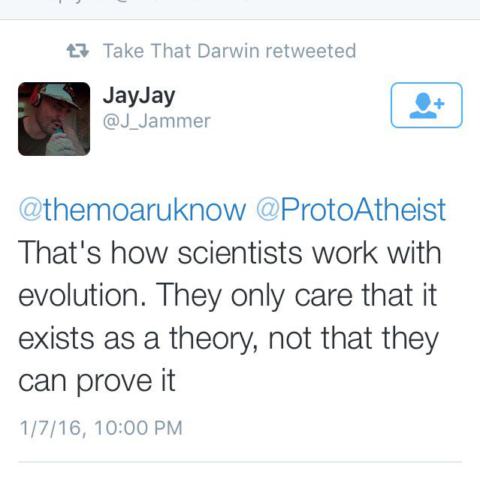 Take That Darwin retweeted
JayJay
@J_Jammer
@themoaruknow @ProtoAtheist
That's how scientists work with
evolution. They only care that it
exists as a theory, not that they
can prove it
1/7/16, 10:00 PM